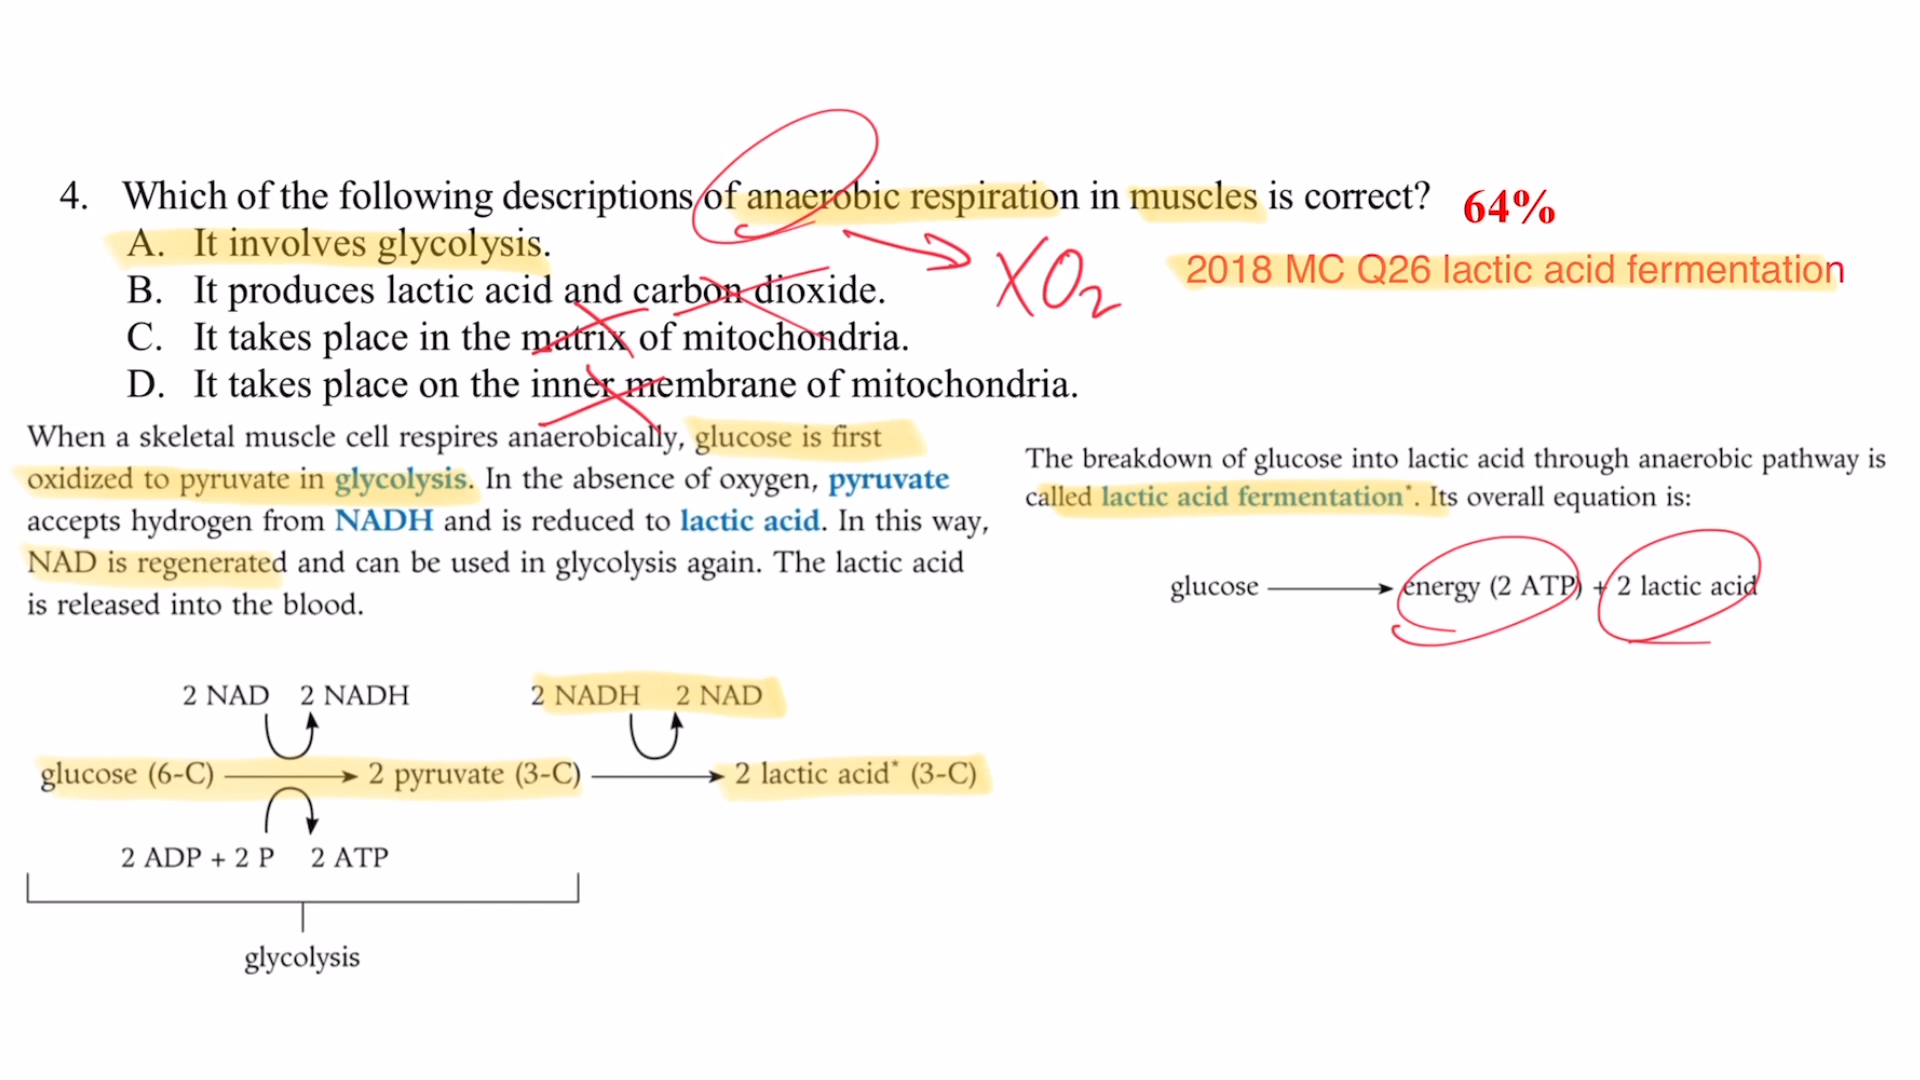 4. Which of the following descriptions of anaerobic respiration in muscles is correct? 64%
A. It involves glycolysis.
2018 MC Q26 lactic acid fermentation
XO2
B. It produces lactic acid and carbon dioxide.
C. It takes place in the matrix of mitochondria.
D. It takes place on the inner membrane of mitochondria.
When a skeletal muscle cell respires anaerobically, glucose is first
oxidized to pyruvate in glycolysis. In the absence of oxygen, pyruvate
accepts hydrogen from NADH and is reduced to lactic acid. In this way,
NAD is regenerated and can be used in glycolysis again. The lactic acid
is released into the blood.
The breakdown of glucose into lactic acid through anaerobic pathway is
called lactic acid fermentation*. Its overall equation is:
glucose → energy (2 ATP) + 2 lactic acid
2 NAD 2 NADH 2 NADH 2 NAD
glucose (6-C) → 2 pyruvate (3-C) → 2 lactic acid* (3-C)
2 ADP + 2 P 2 ATP
glycolysis